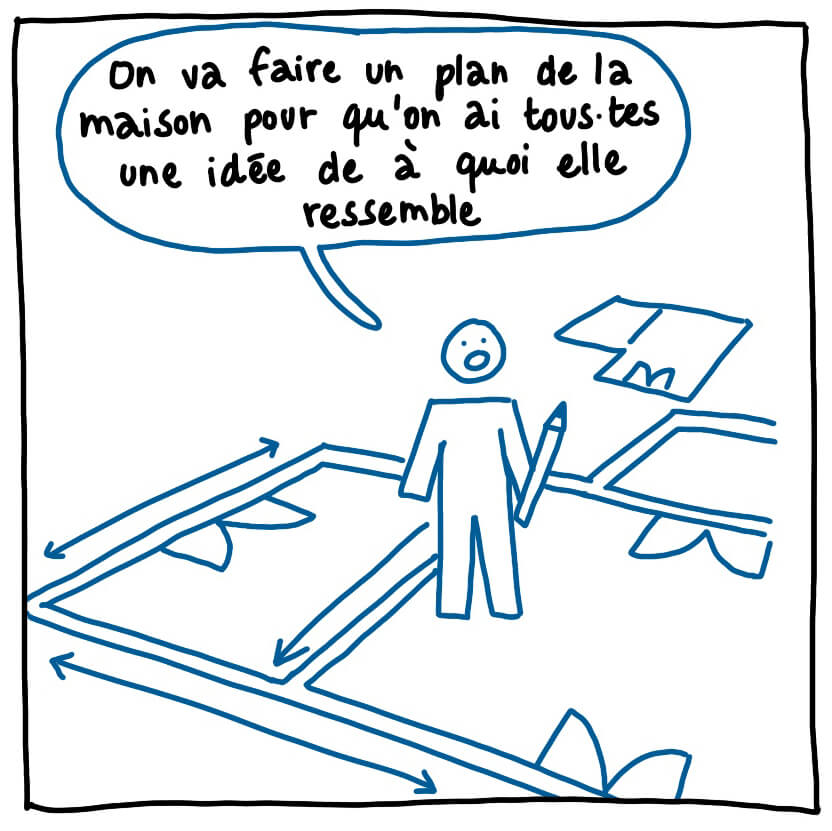 On va faire un plan de la
maison pour qu'on ai tous·tes
une idée de à quoi elle
ressemble